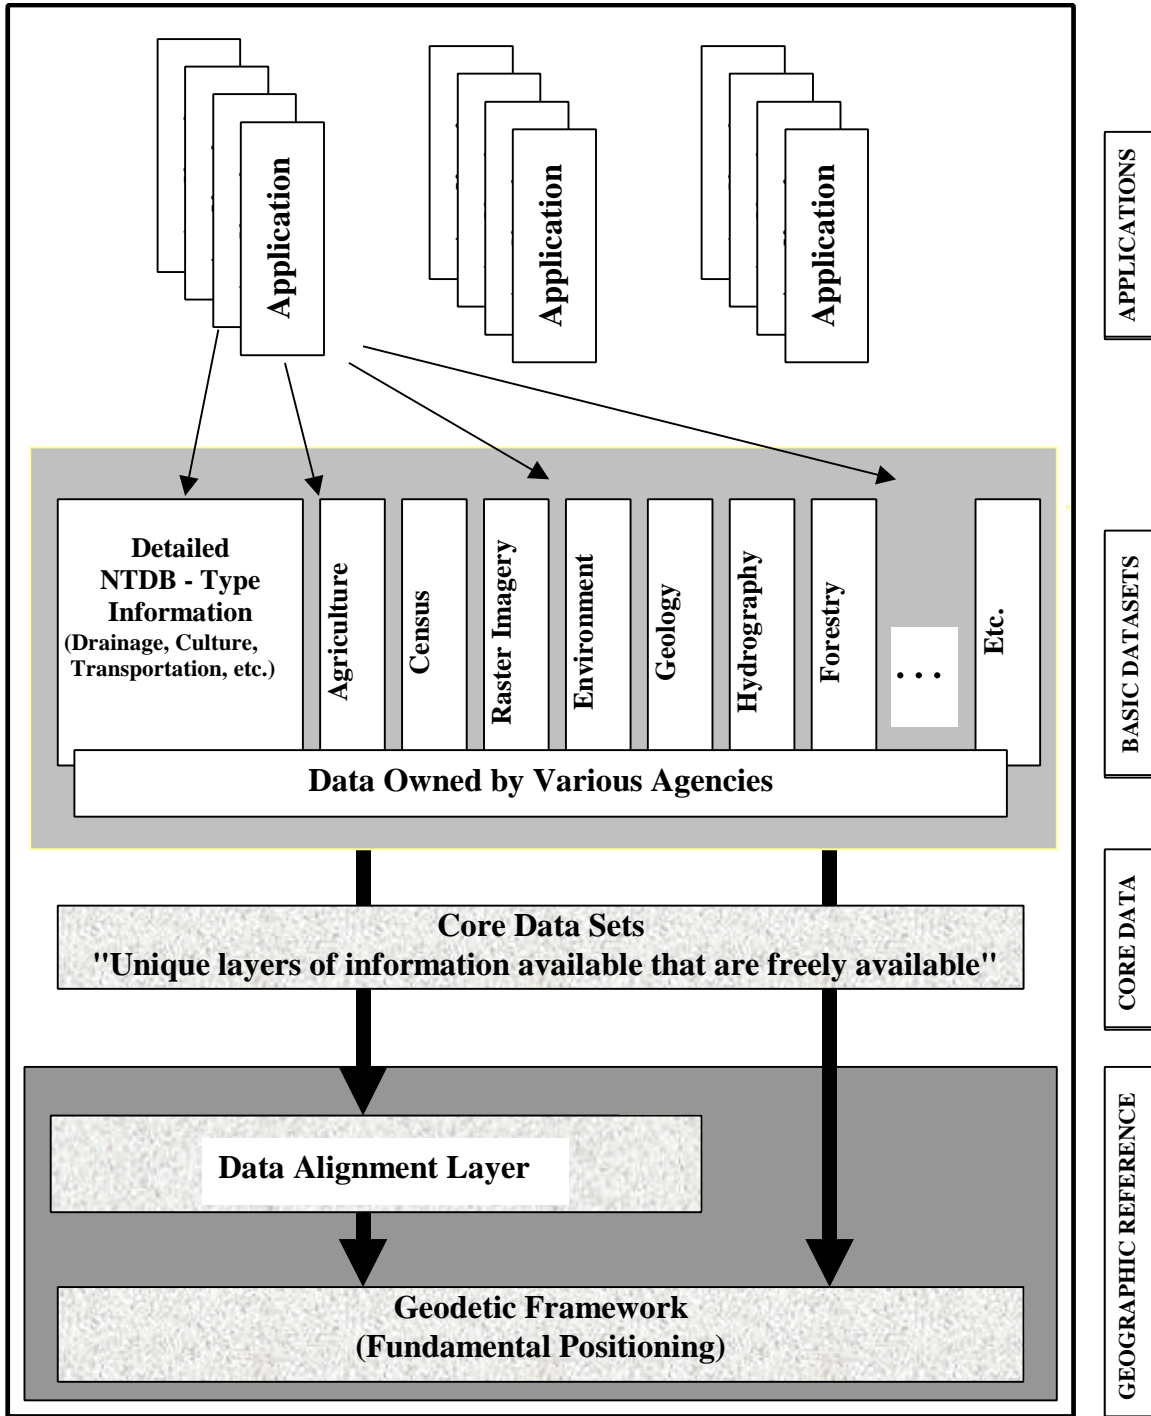 Application
Application
Application
APPLICATIONS
Detailed
NTDB - Type
Information
(Drainage, Culture,
Transportation, etc.)
Agriculture
Census
Raster Imagery
Environment
Geology
Hydrography
Forestry
. . .
Etc.
Data Owned by Various Agencies
BASIC DATASETS
Core Data Sets
"Unique layers of information available that are freely available"
CORE DATA
Data Alignment Layer
Geodetic Framework
(Fundamental Positioning)
GEOGRAPHIC REFERENCE